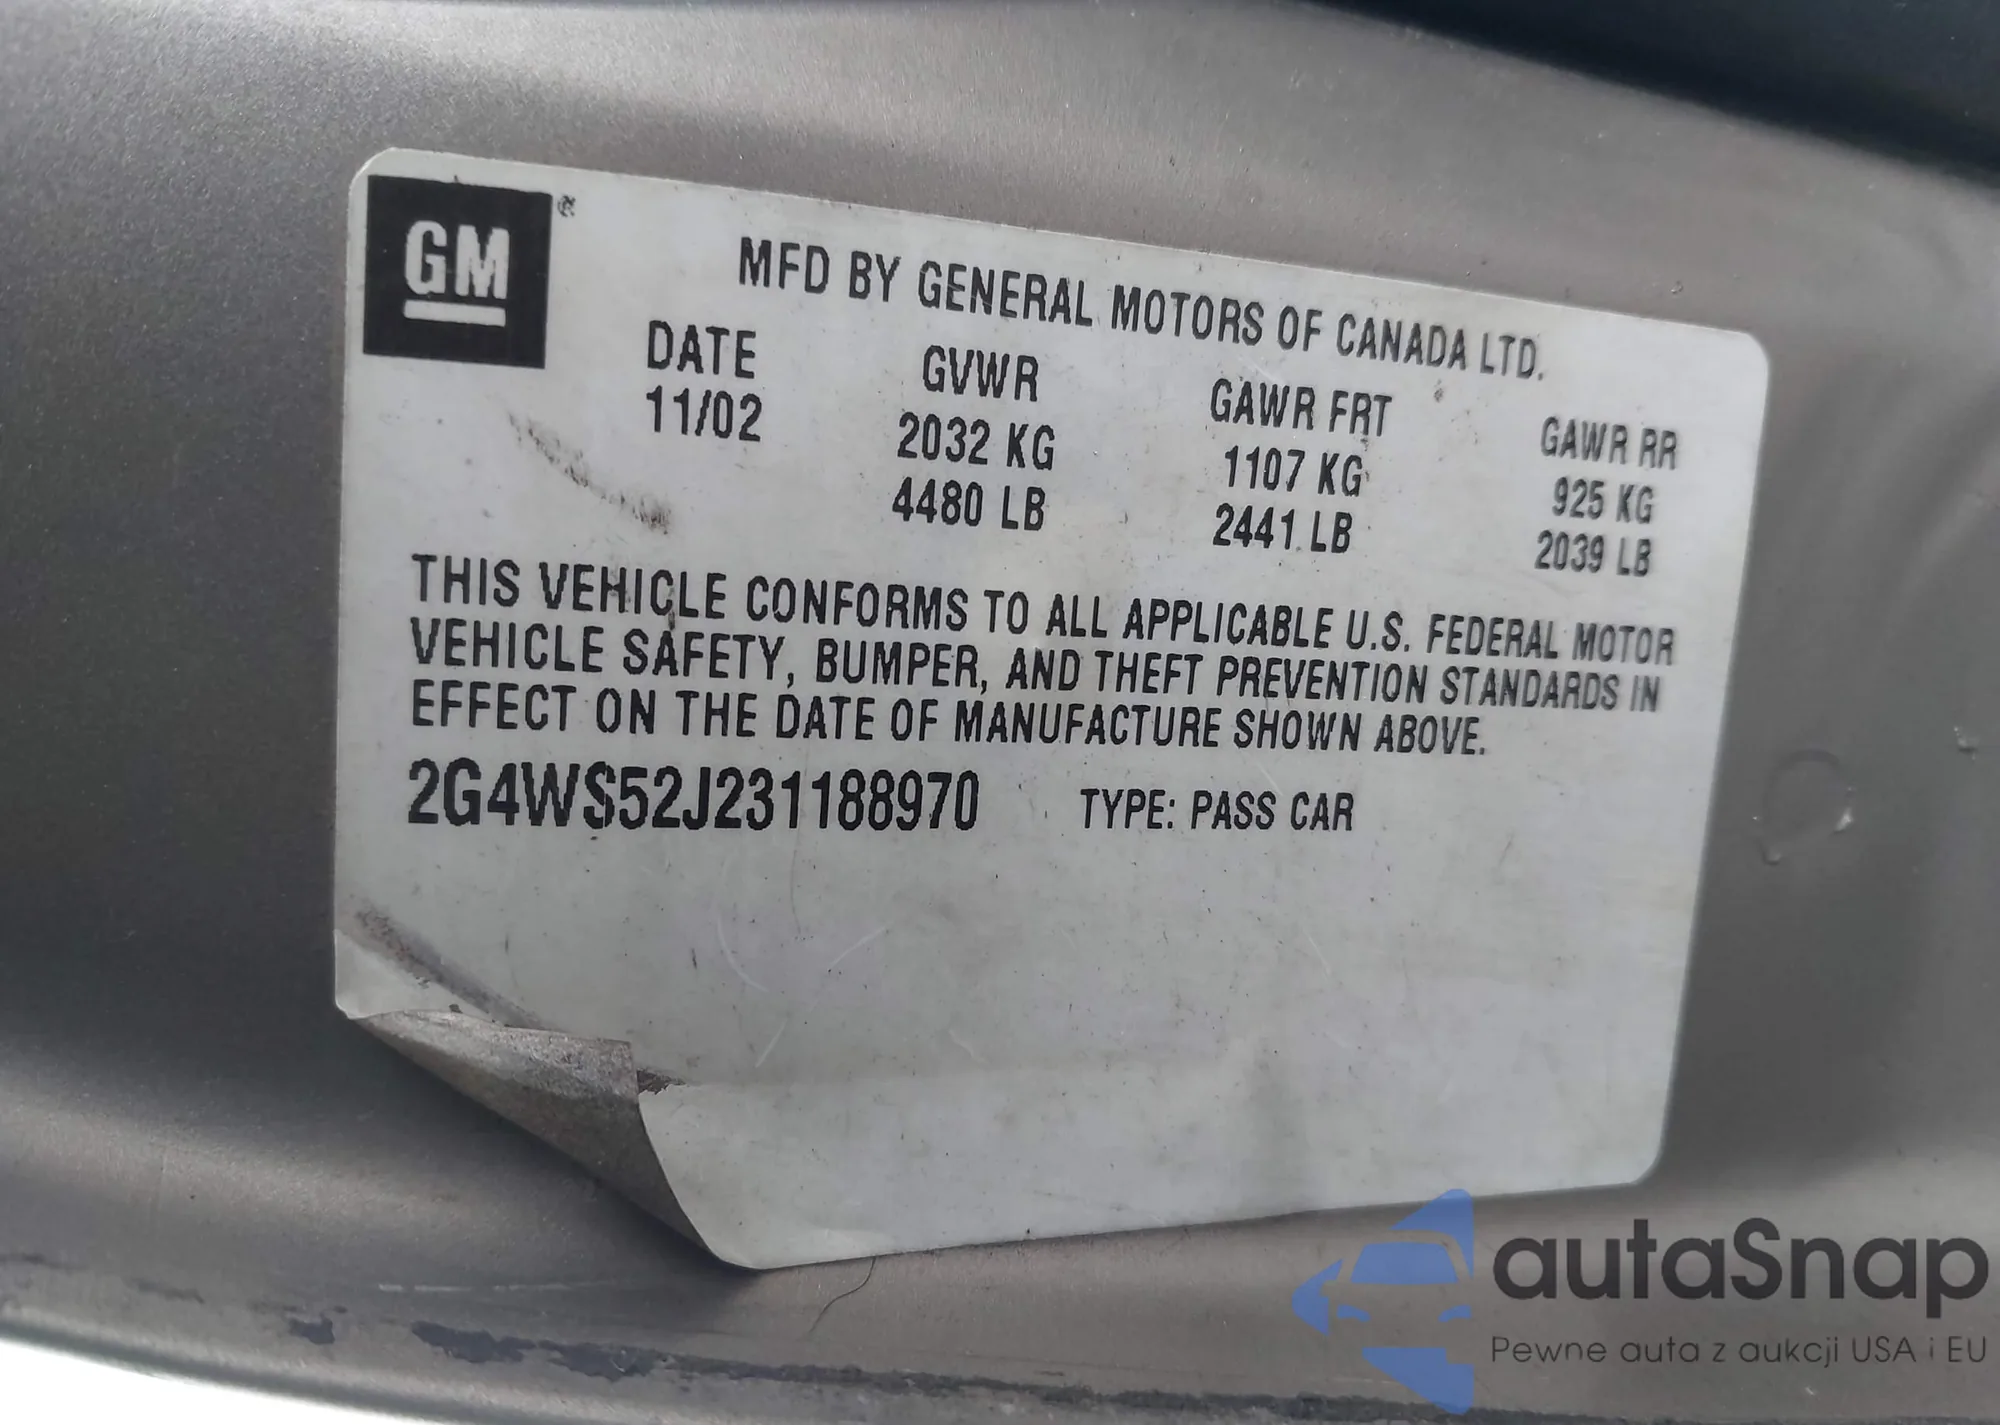 GM
MFD BY GENERAL MOTORS OF CANADA LTD.
DATE GVWR GAWR FRT GAWR RR
11/02 2032 KG 1107 KG 925 KG
4480 LB 2441 LB 2039 LB
THIS VEHICLE CONFORMS TO ALL APPLICABLE U.S. FEDERAL MOTOR
VEHICLE SAFETY, BUMPER, AND THEFT PREVENTION STANDARDS IN
EFFECT ON THE DATE OF MANUFACTURE SHOWN ABOVE.
2G4WS52J231188970 TYPE: PASS CAR
autaSnap
Pewne auta z aukcji USA i EU